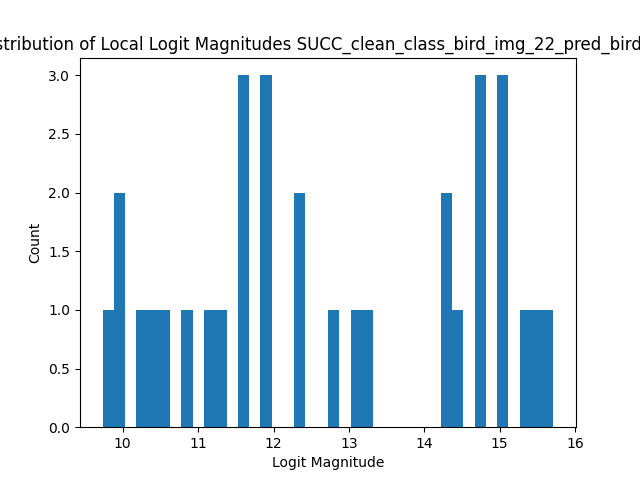 stribution of Local Logit Magnitudes SUCC_clean_class_bird_img_22_pred_bird
3.0
2.5
2.0
1.5
1.0
0.5
0.0
Count
10 11 12 13 14 15 16
Logit Magnitude